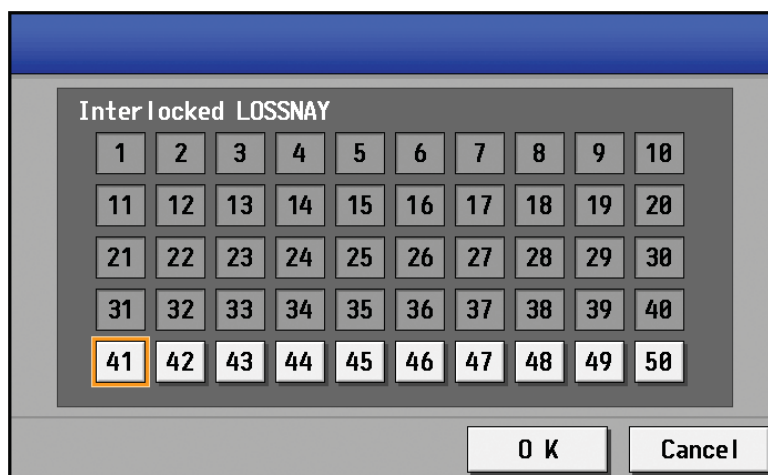 Interlocked LOSSNAY
1 2 3 4 5 6 7 8 9 10
11 12 13 14 15 16 17 18 19 20
21 22 23 24 25 26 27 28 29 30
31 32 33 34 35 36 37 38 39 40
41 42 43 44 45 46 47 48 49 50
OK Cancel